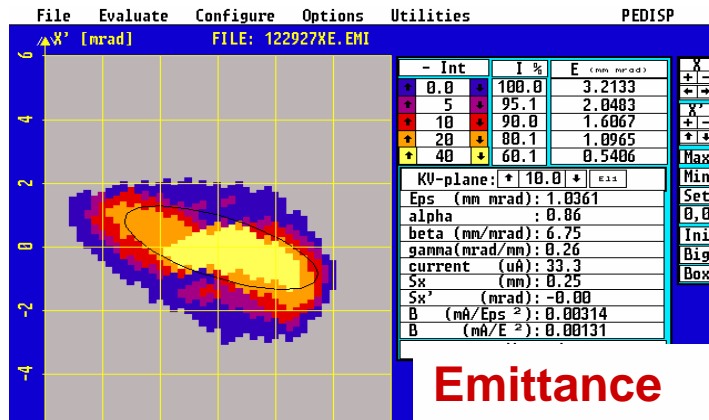 File Evaluate Configure Options Utilities PEDISP
X' [mrad] FILE: 122927XE.EMI
6
4
2
0
-2
-4
- Int I % E (mm mrad)
0.0 100.0 3.2133
5 95.1 2.0483
10 90.0 1.6067
20 80.1 1.0965
40 60.1 0.5406
KV-plane: 10.0 Eli
Eps (mm mrad): 1.0361
alpha : 0.86
beta (mm/mrad): 6.75
gamma(mrad/mm): 0.26
current (uA): 33.3
Sx (mm): 0.25
Sx' (mrad): -0.00
B (mA/Eps ²): 0.00314
B (mA/E ²): 0.00131
X
+ -
X'
+ -
Max
Min
Set
0,0
Ini
Big
Box
Emittance